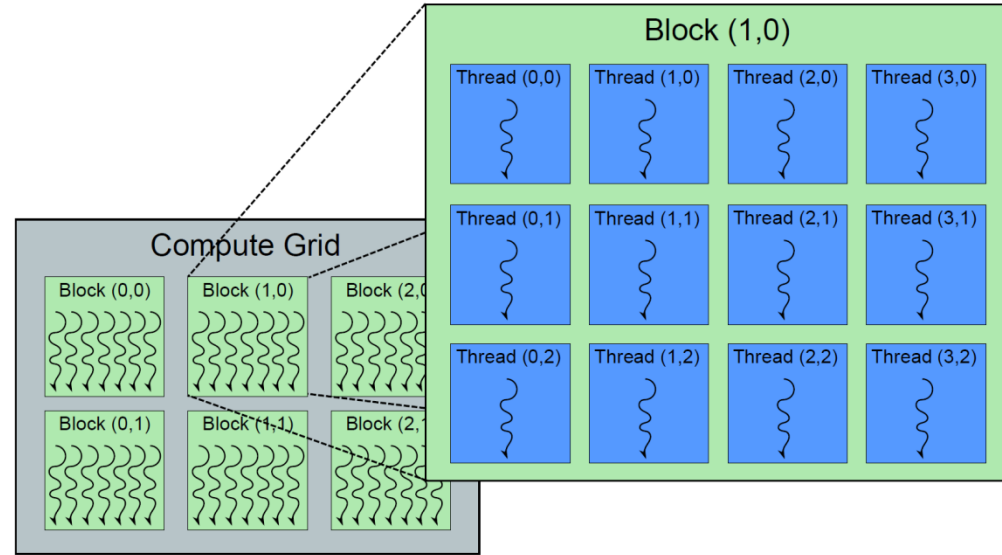 Block (1,0)
Thread (0,0) Thread (1,0) Thread (2,0) Thread (3,0)
Thread (0,1) Thread (1,1) Thread (2,1) Thread (3,1)
Thread (0,2) Thread (1,2) Thread (2,2) Thread (3,2)
Compute Grid
Block (0,0) Block (1,0) Block (2,0
Block (0,1) Block (1,1) Block (2,1